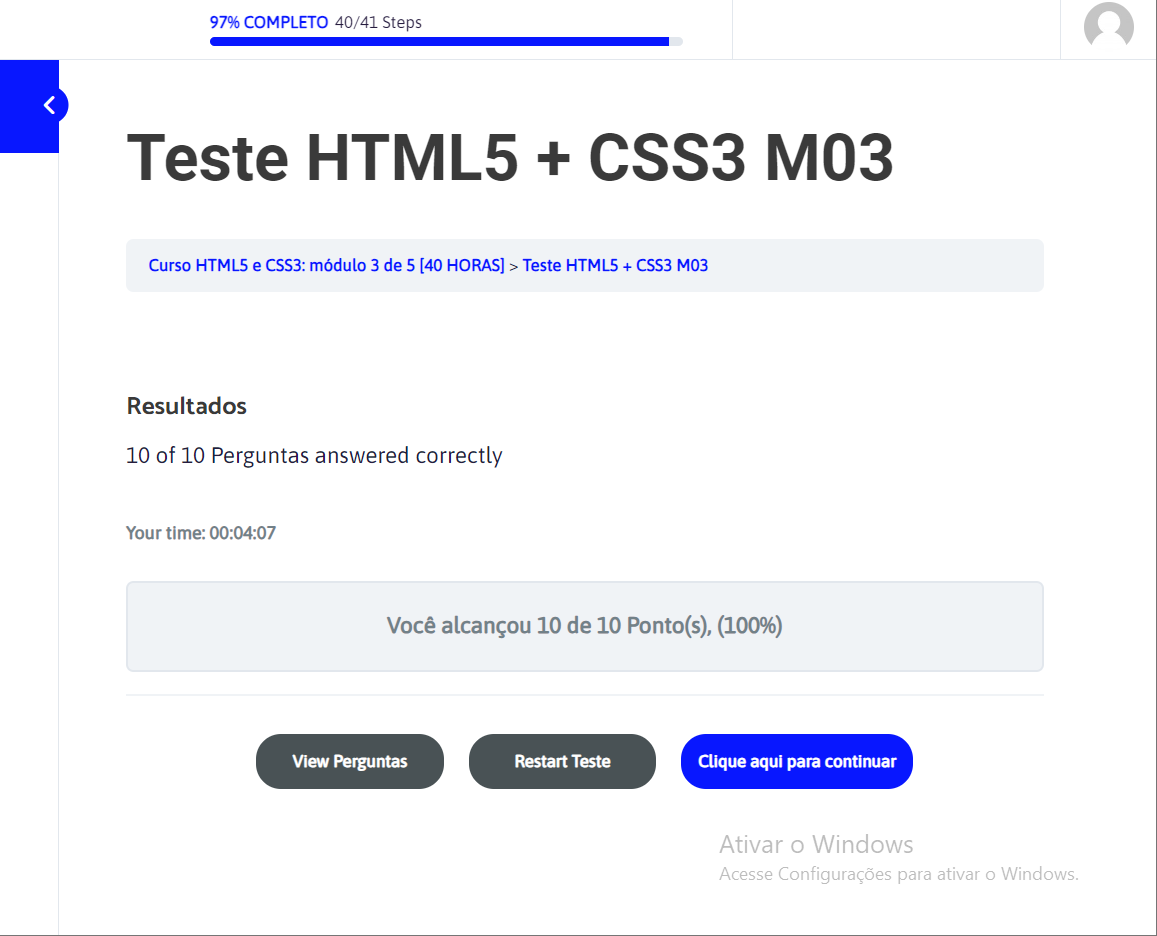 97% COMPLETO 40/41 Steps
Teste HTML5 + CSS3 M03
Curso HTML5 e CSS3: módulo 3 de 5 [40 HORAS] > Teste HTML5 + CSS3 M03
Resultados
10 of 10 Perguntas answered correctly
Your time: 00:04:07
Você alcançou 10 de 10 Ponto(s), (100%)
View Perguntas
Restart Teste
Clique aqui para continuar
Ativar o Windows
Acesse Configurações para ativar o Windows.